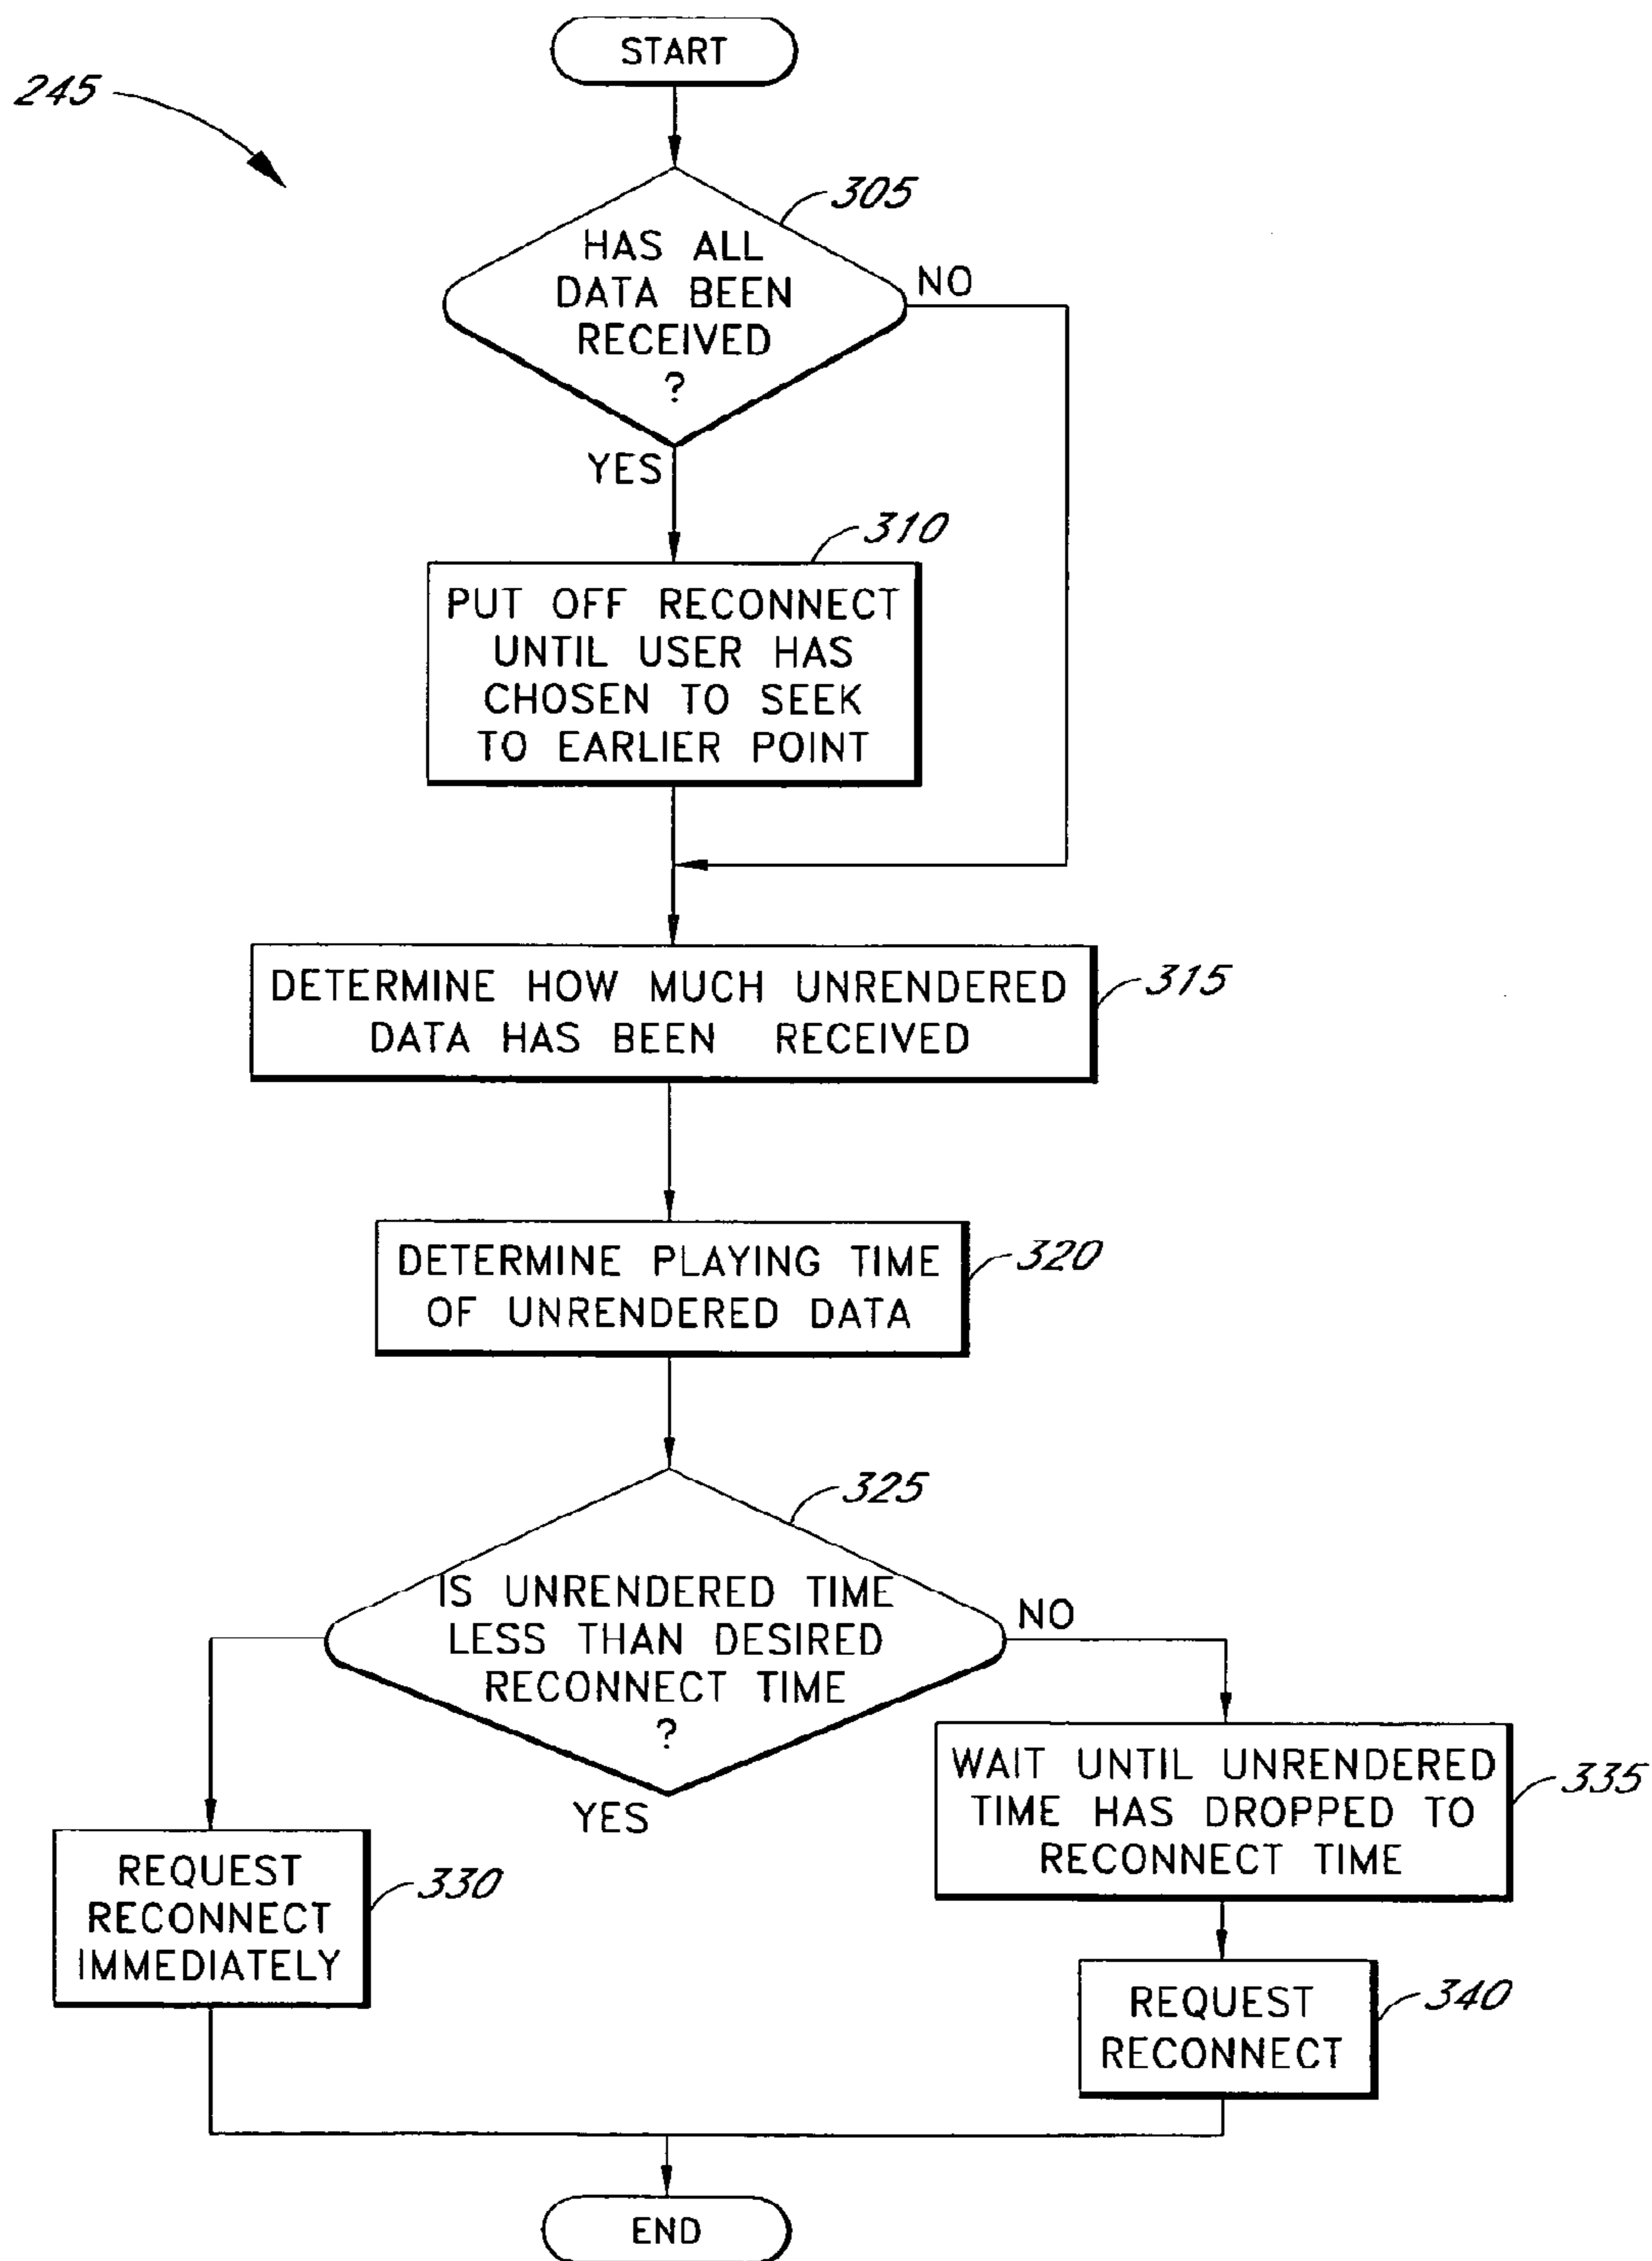 START
245
305
HAS ALL
DATA BEEN
RECEIVED
?
NO
YES
310
PUT OFF RECONNECT
UNTIL USER HAS
CHOSEN TO SEEK
TO EARLIER POINT
DETERMINE HOW MUCH UNRENDERED
DATA HAS BEEN RECEIVED
315
DETERMINE PLAYING TIME
OF UNRENDERED DATA
320
325
IS UNRENDERED TIME
LESS THAN DESIRED
RECONNECT TIME
?
NO
YES
WAIT UNTIL UNRENDERED
TIME HAS DROPPED TO
RECONNECT TIME
335
REQUEST
RECONNECT
IMMEDIATELY
330
REQUEST
RECONNECT
340
END